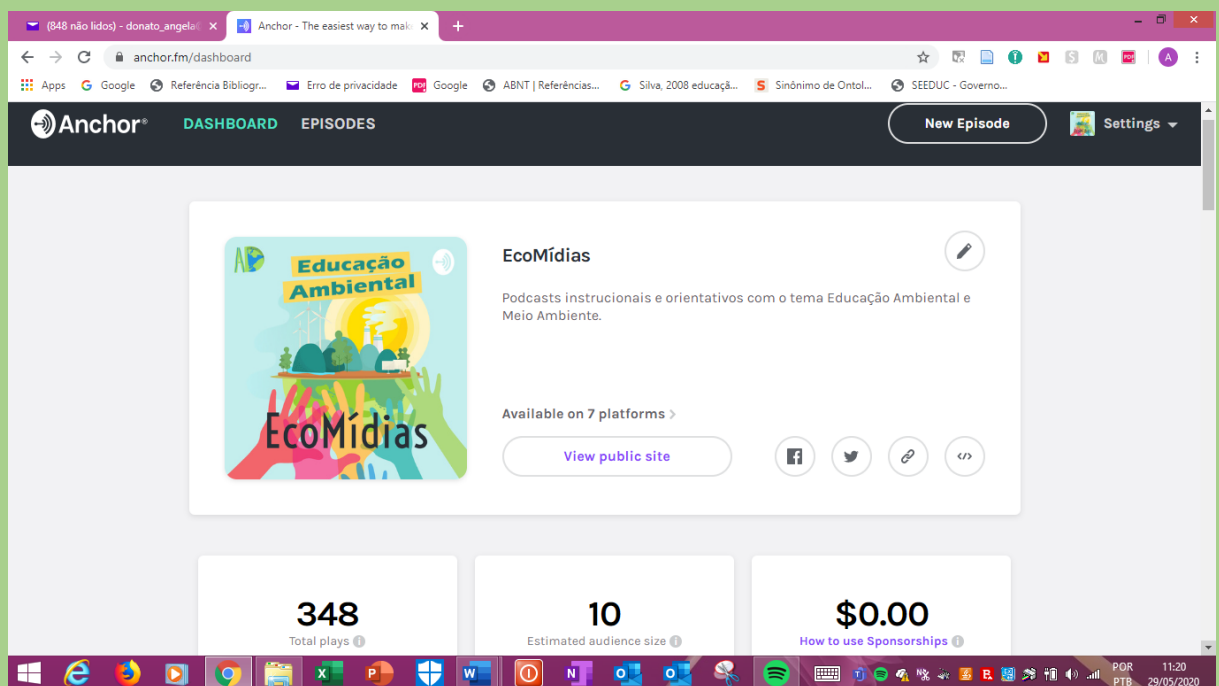 (848 não lidos) - donato_angela
Anchor - The easiest way to mak
anchor.fm/dashboard
Apps Google Referência Bibliogr... Erro de privacidade Google ABNT | Referências... Silva, 2008 educaçã... Sinônimo de Ontol... SEEDUC - Governo...
Anchor® DASHBOARD EPISODES New Episode Settings
Educação
Ambiental
EcoMídias
EcoMídias
Podcasts instrucionais e orientativos com o tema Educação Ambiental e
Meio Ambiente.
Available on 7 platforms >
View public site
348
Total plays
10
Estimated audience size
$0.00
How to use Sponsorships
POR 11:20
PTB 29/05/2020